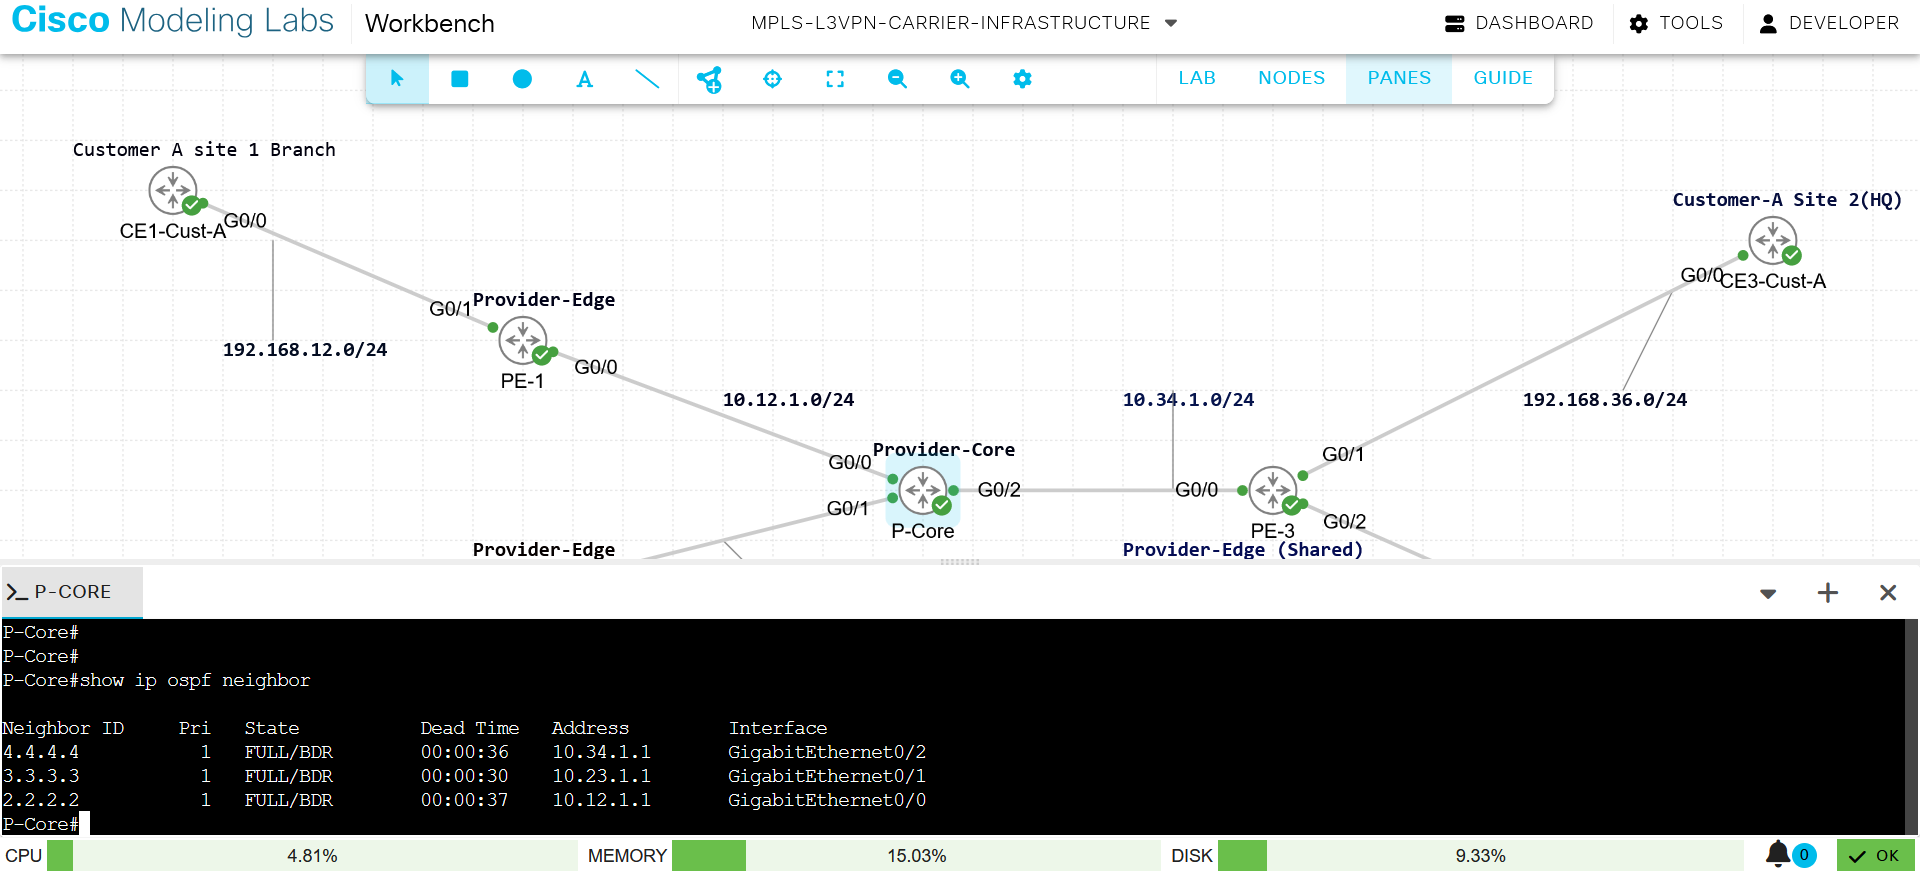 Cisco Modeling Labs Workbench MPLS-L3VPN-CARRIER-INFRASTRUCTURE DASHBOARD TOOLS DEVELOPER
A LAB NODES PANES GUIDE
Customer A site 1 Branch
Customer-A Site 2(HQ)
CE1-Cust-A G0/0
G0/0 CE3-Cust-A
G0/1 Provider-Edge
192.168.12.0/24
G0/0
PE-1
10.12.1.0/24 10.34.1.0/24 192.168.36.0/24
Provider-Core
G0/1
G0/0
G0/2 G0/0
G0/1
P-Core PE-3 G0/2
Provider-Edge Provider-Edge (Shared)
P-CORE
P-Core#
P-Core#
P-Core#show ip ospf neighbor
Neighbor ID Pri State Dead Time Address Interface
4.4.4.4 1 FULL/BDR 00:00:36 10.34.1.1 GigabitEthernet0/2
3.3.3.3 1 FULL/BDR 00:00:30 10.23.1.1 GigabitEthernet0/1
2.2.2.2 1 FULL/BDR 00:00:37 10.12.1.1 GigabitEthernet0/0
P-Core#
CPU 4.81% MEMORY 15.03% DISK 9.33% 0 OK